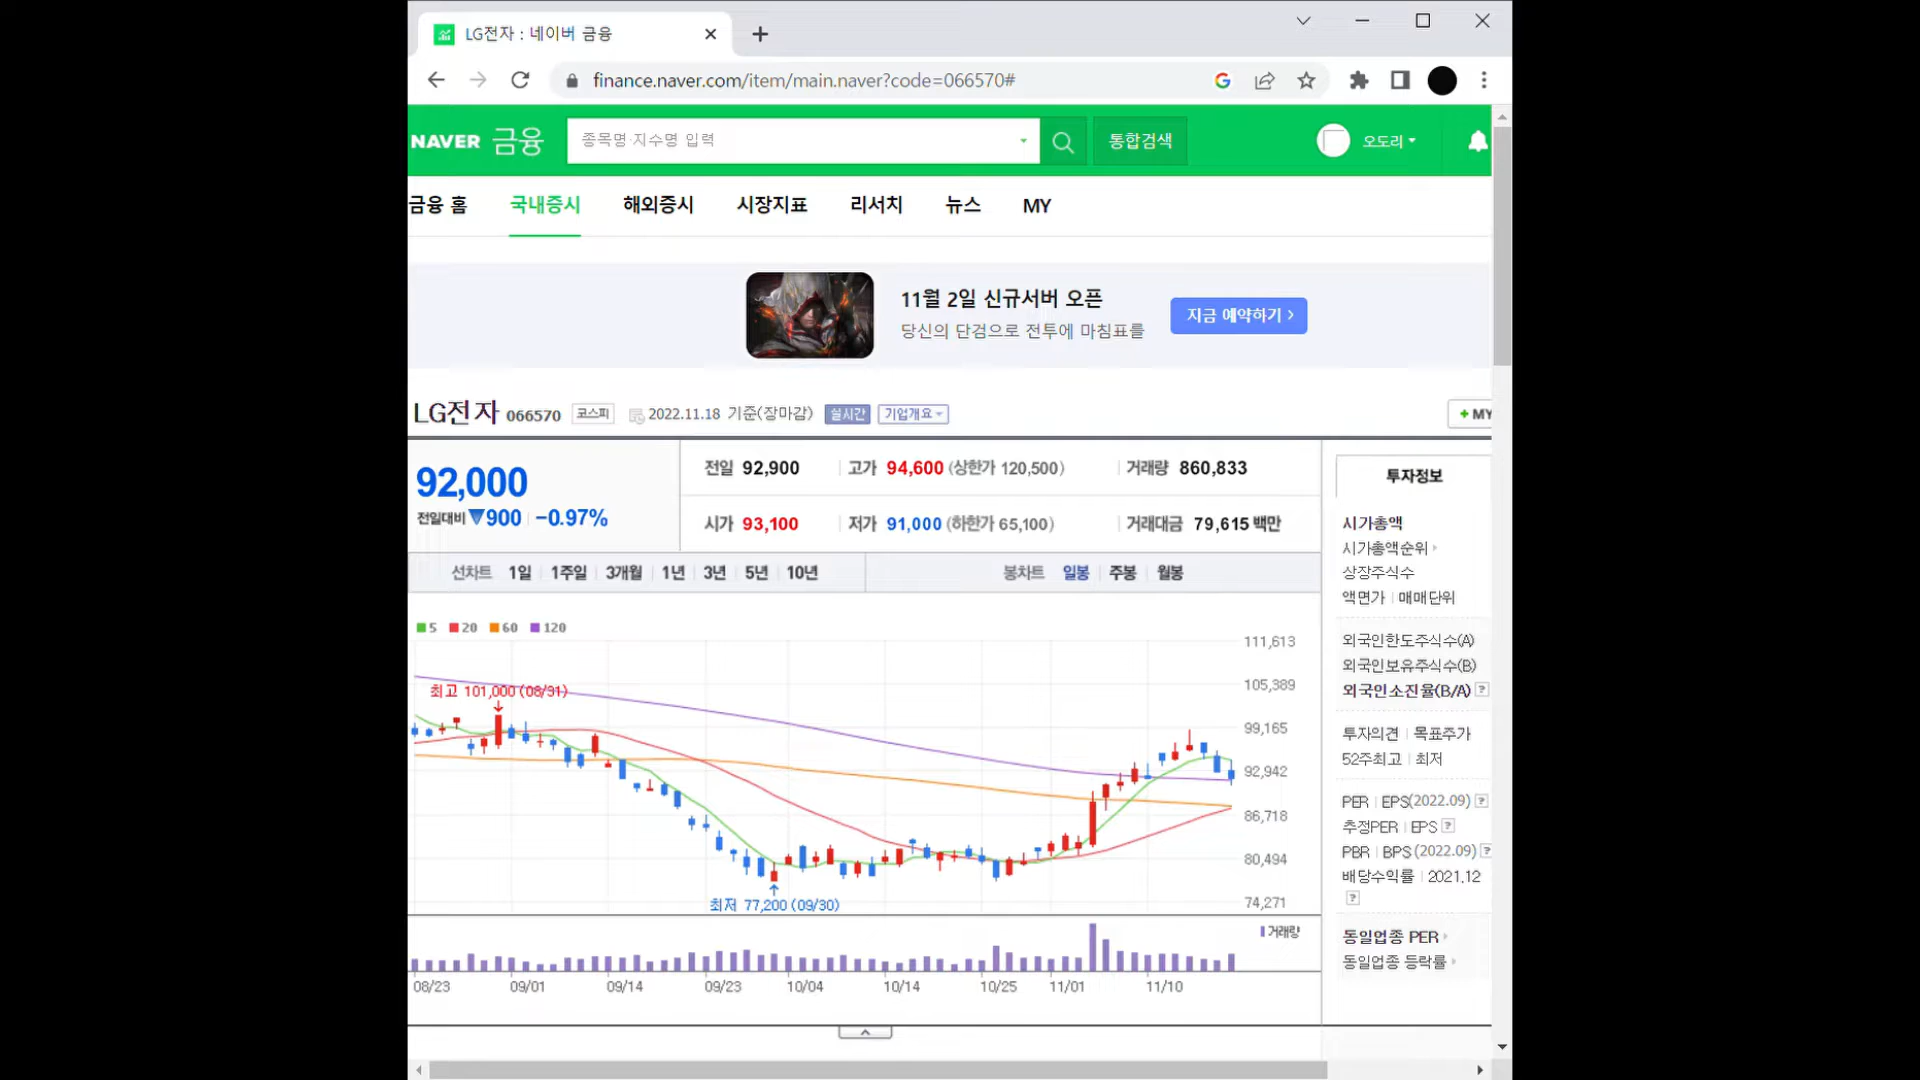 LG전자 : 네이버 금융
finance.naver.com/item/main.naver?code=066570#
NAVER 금융
종목명·지수명 입력
통합검색
오도리
금융 홈 국내증시 해외증시 시장지표 리서치 뉴스 MY
11월 2일 신규서버 오픈
당신의 단검으로 전투에 마침표를
지금 예약하기 >
LG전자 066570 코스피 2022.11.18 기준(장마감) 실시간 기업개요
+ MY
92,000
전일대비 ▼900 -0.97%
전일 92,900 고가 94,600 (상한가 120,500) 거래량 860,833
시가 93,100 저가 91,000 (하한가 65,100) 거래대금 79,615 백만
선차트 1일 1주일 3개월 1년 3년 5년 10년 봉차트 일봉 주봉 월봉
5 20 60 120
최고 101,000 (08/31)
최저 77,200 (09/30)
111,613
105,389
99,165
92,942
86,718
80,494
74,271
거래량
08/23 09/01 09/14 09/23 10/04 10/14 10/25 11/01 11/10
투자정보
시가총액
시가총액순위
상장주식수
액면가 | 매매단위
외국인한도주식수(A)
외국인보유주식수(B)
외국인소진율(B/A) ?
투자의견 | 목표주가
52주최고 | 최저
PER | EPS(2022.09) ?
추정PER | EPS ?
PBR | BPS(2022.09) ?
배당수익률 | 2021.12
?
동일업종 PER
동일업종 등락률